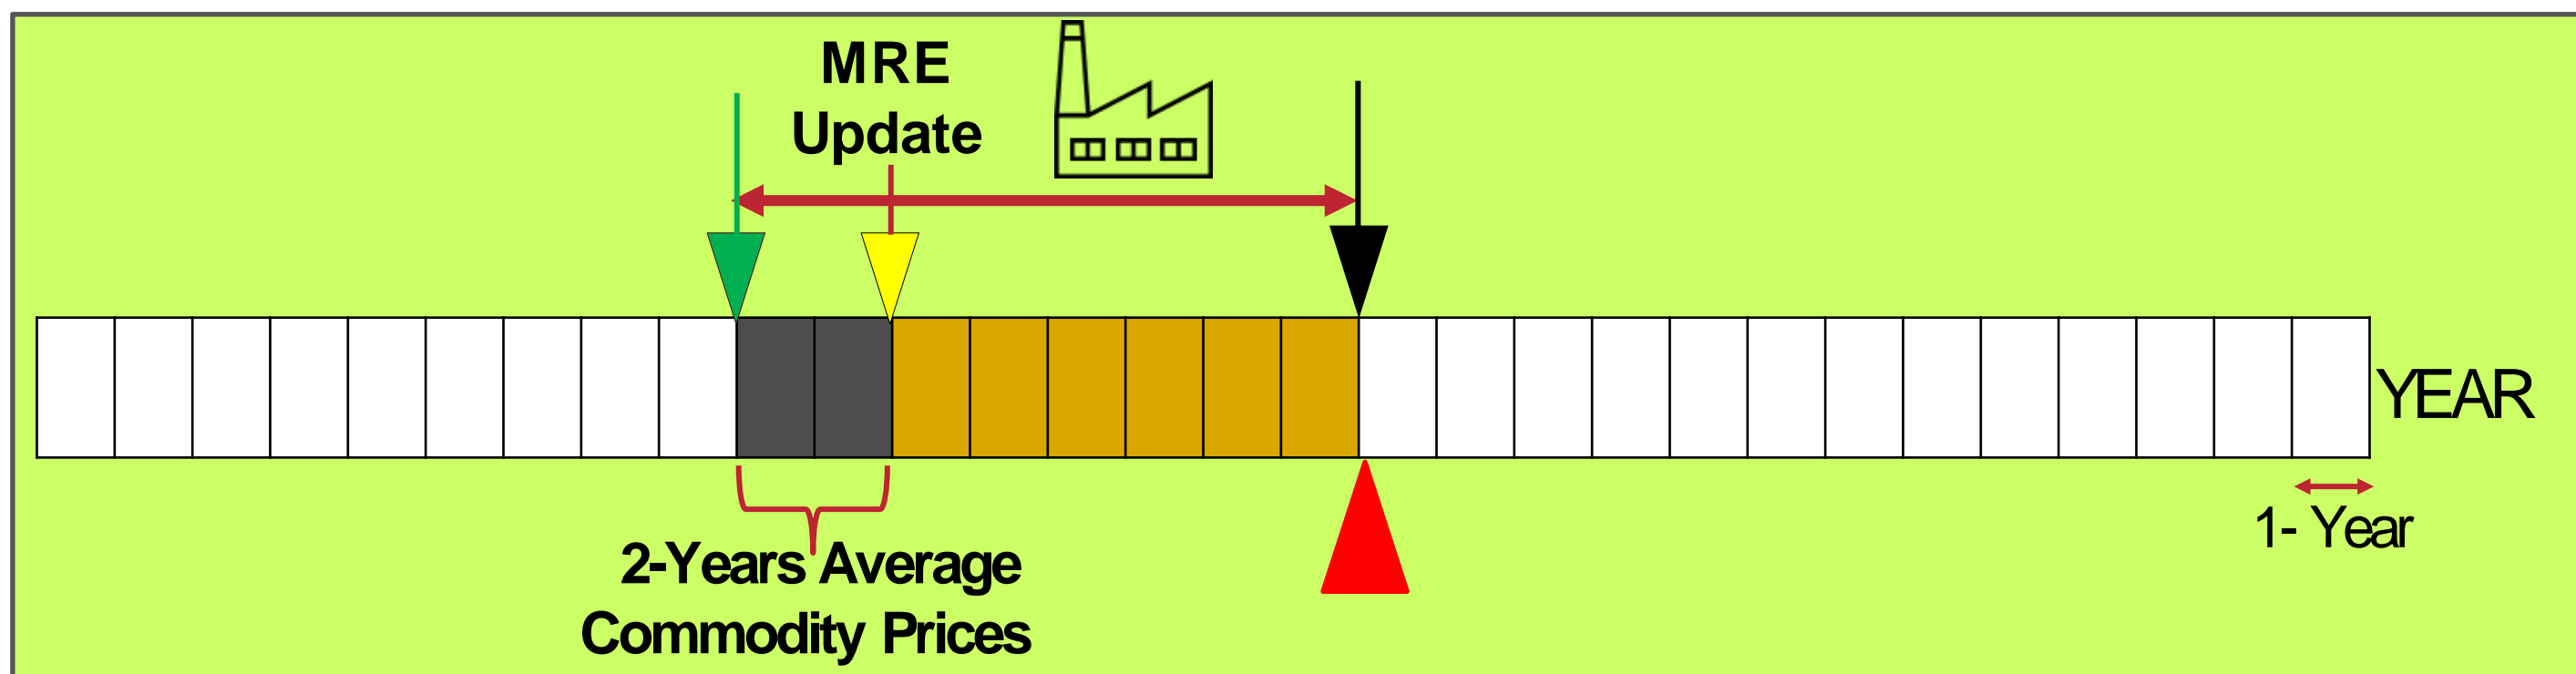 MRE
Update
YEAR
1- Year
2-Years Average
Commodity Prices